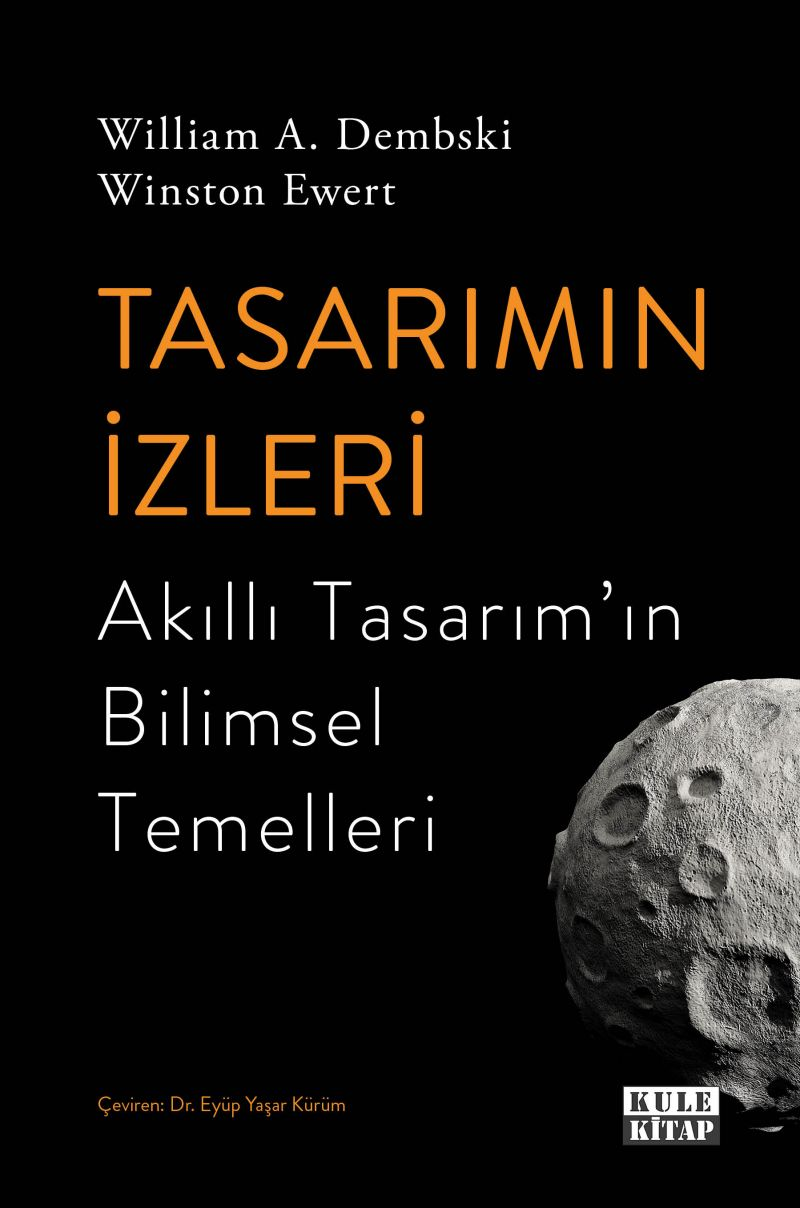 William A. Dembski
Winston Ewert
TASARIMIN
İZLERİ
Akıllı Tasarım’ın
Bilimsel
Temelleri
Çeviren: Dr. Eyüp Yaşar Kürüm
KULE
KİTAP